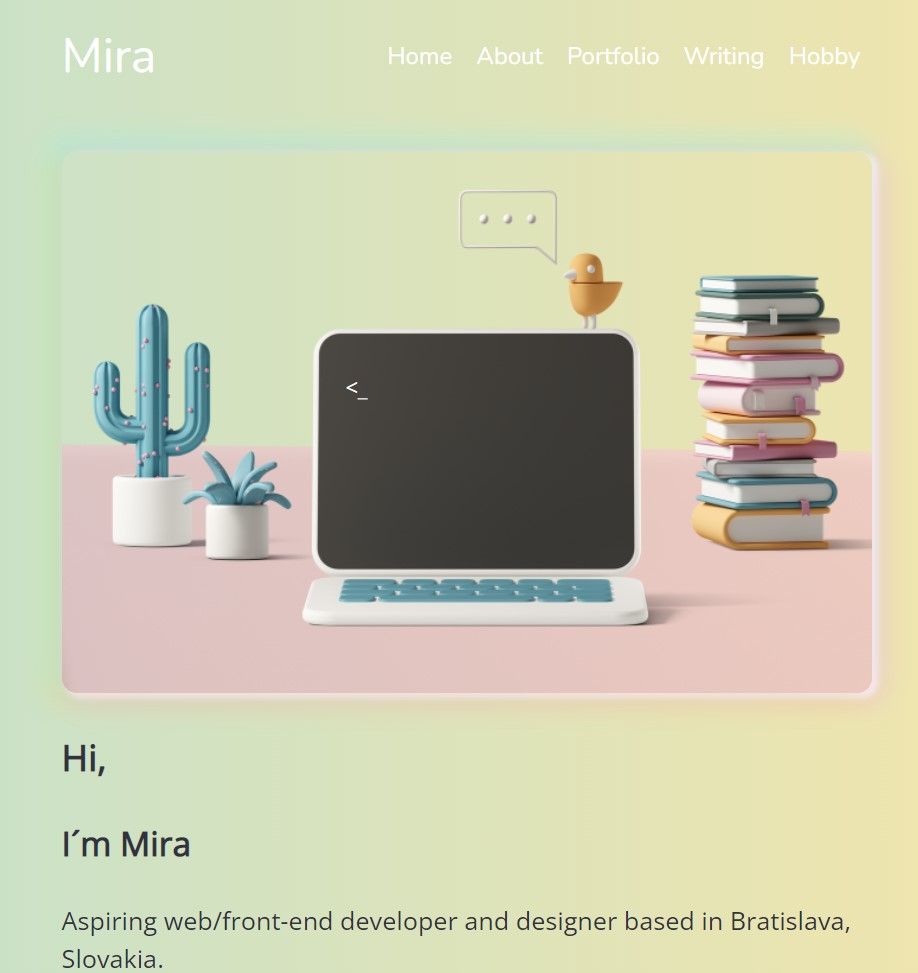 Mira
Home About Portfolio Writing Hobby
<_
Hi,
I´m Mira
Aspiring web/front-end developer and designer based in Bratislava,
Slovakia.